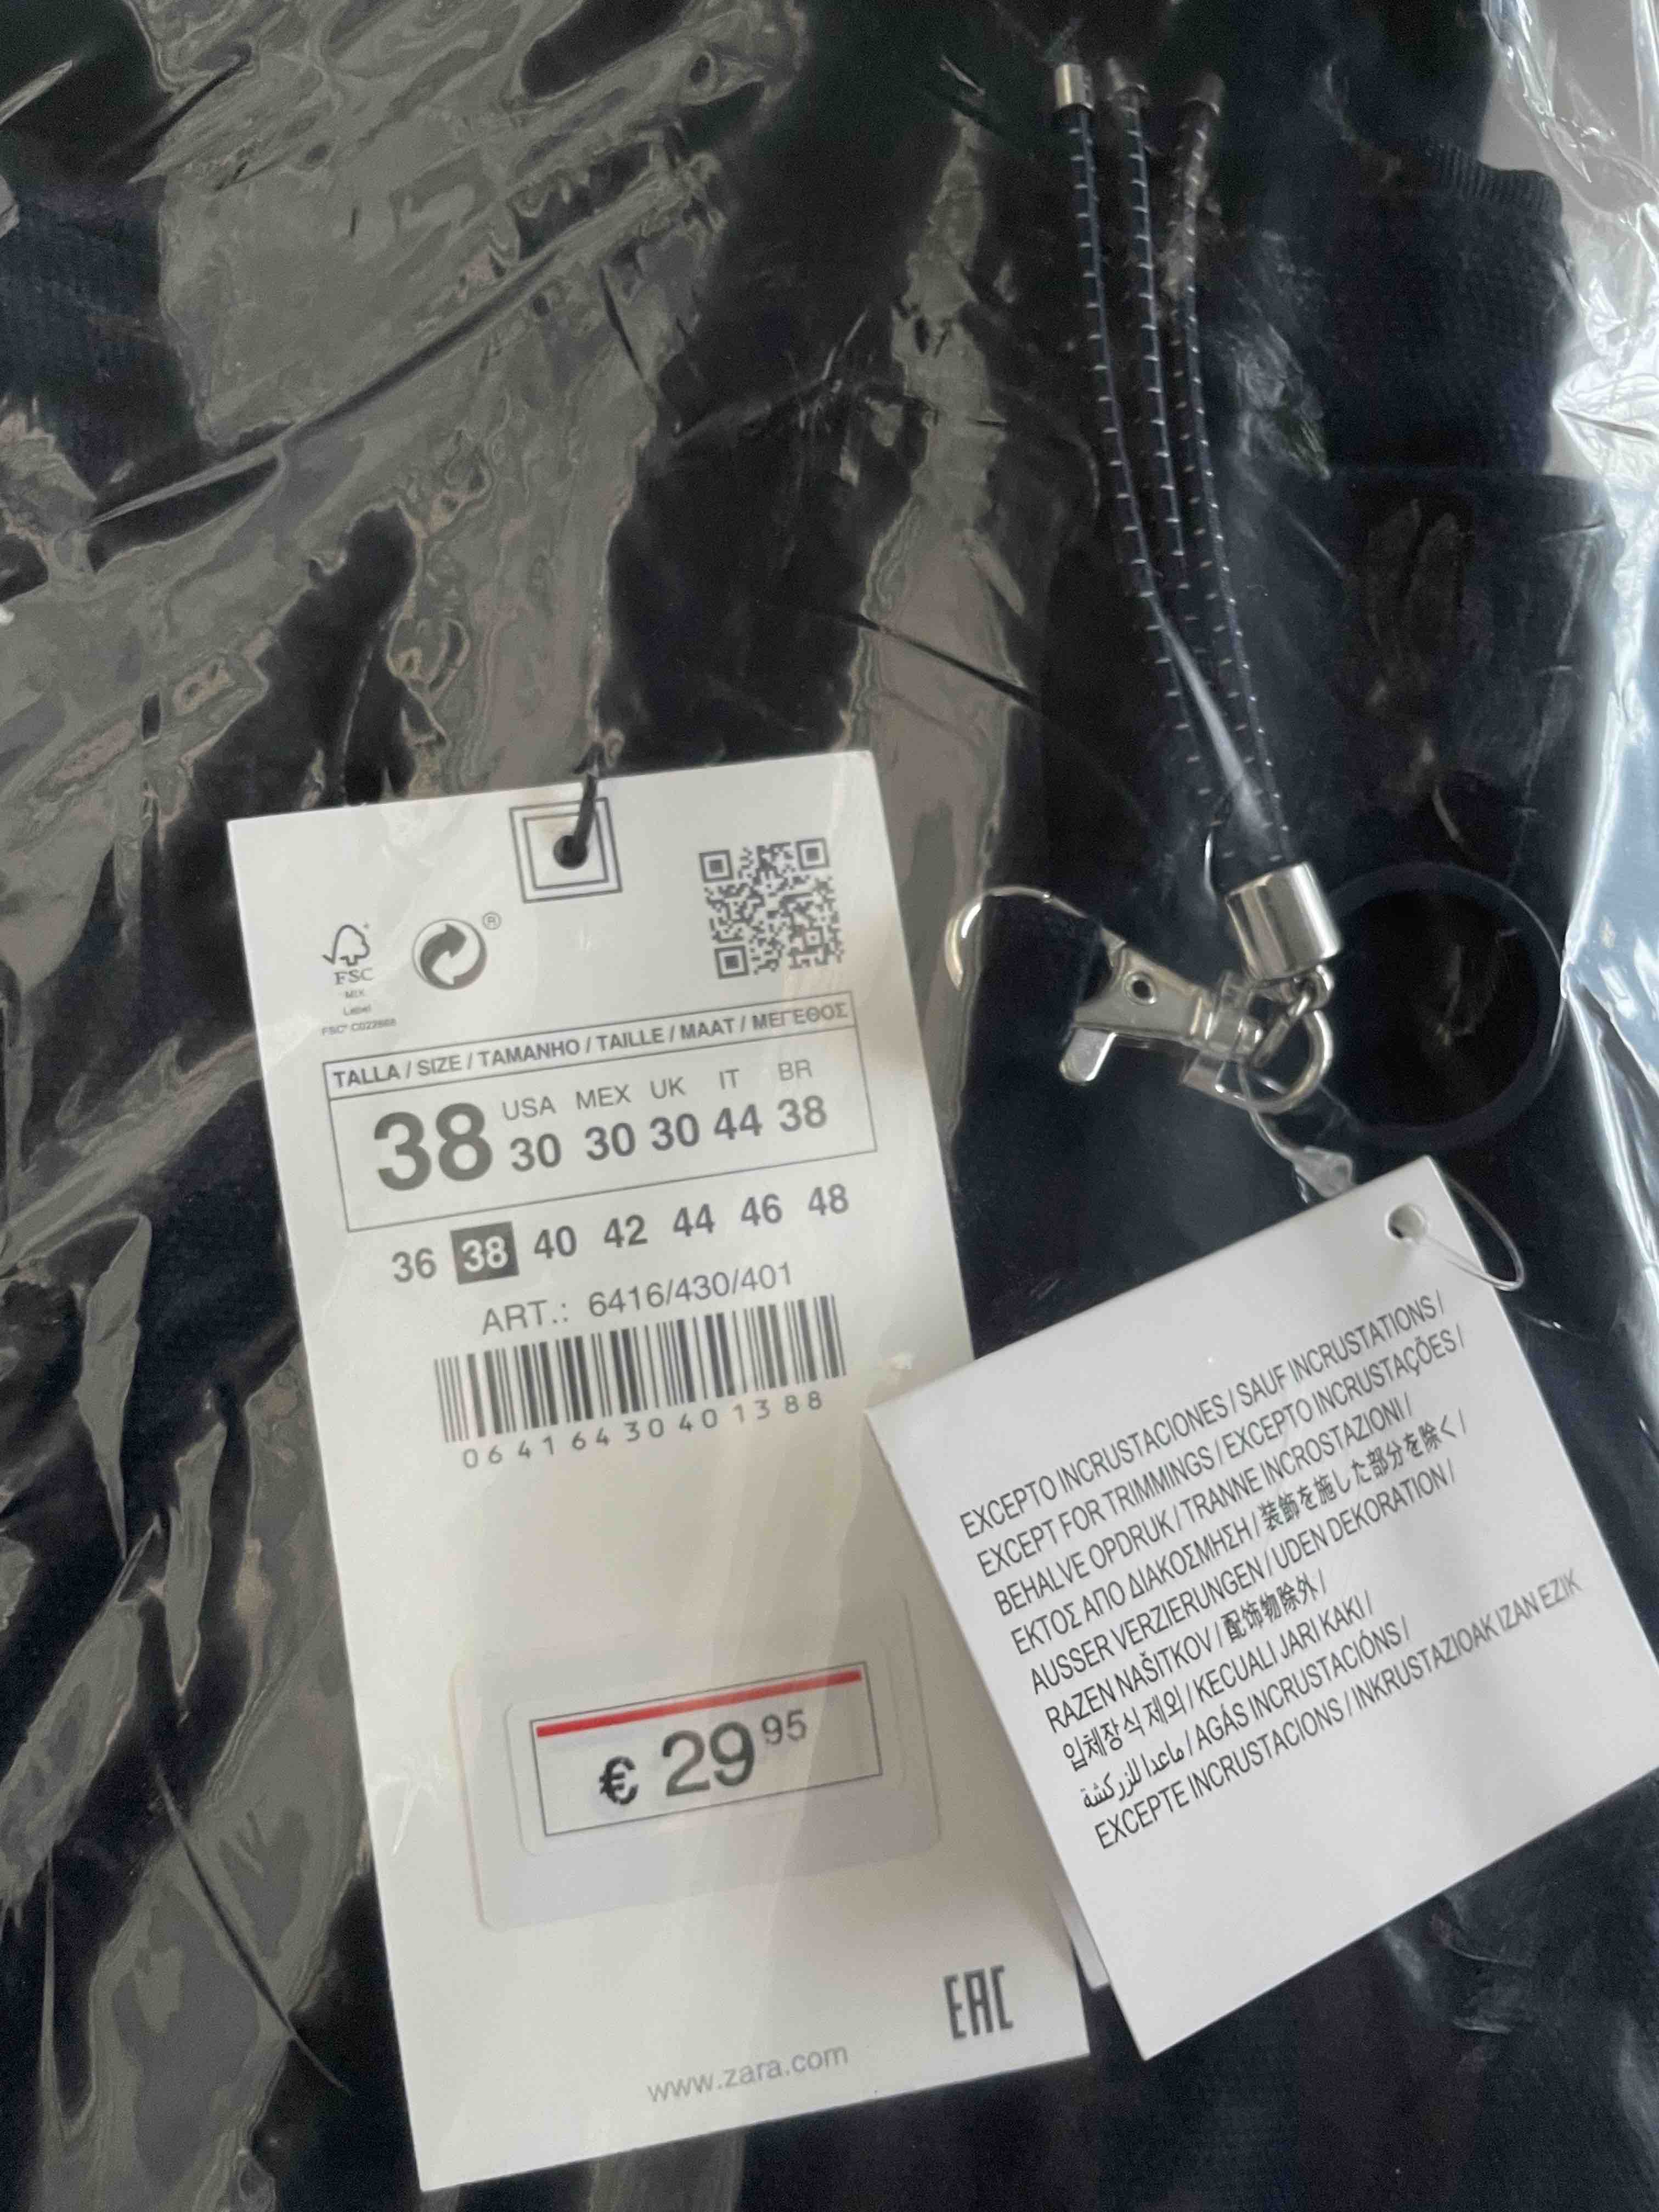 ®
FSC
MIX
Label
FSC® C022888
TALLA / SIZE / TAMANHO / TAILLE / MAAT / ΜΕΓΕΘΟΣ
38 USA 30 MEX 30 UK 30 IT 44 BR 38
36 38 40 42 44 46 48
ART.: 6416/430/401
06416430401388
€ 29 95
EAC
www.zara.com
EXCEPTO INCRUSTACIONES / SAUF INCRUSTATIONS /
EXCEPT FOR TRIMMINGS / EXCEPTO INCRUSTAÇÕES /
BEHALVE OPDRUK / TRANNE INCROSTAZIONI /
ΕΚΤΟΣ ΑΠΟ ΔΙΑΚΟΣΜΗΣΗ / 装飾を施した部分を除く /
AUSSER VERZIERUNGEN / UDEN DEKORATION /
RAZEN NAŠITKOV / 配饰物除外 /
입체장식 제외 / KECUALI JARI KAKI /
ماعدا للزركشة / AGÁS INCRUSTACIÓNS /
EXCEPTE INCRUSTACIONS / INKRUSTAZIOAK IZAN EZIK